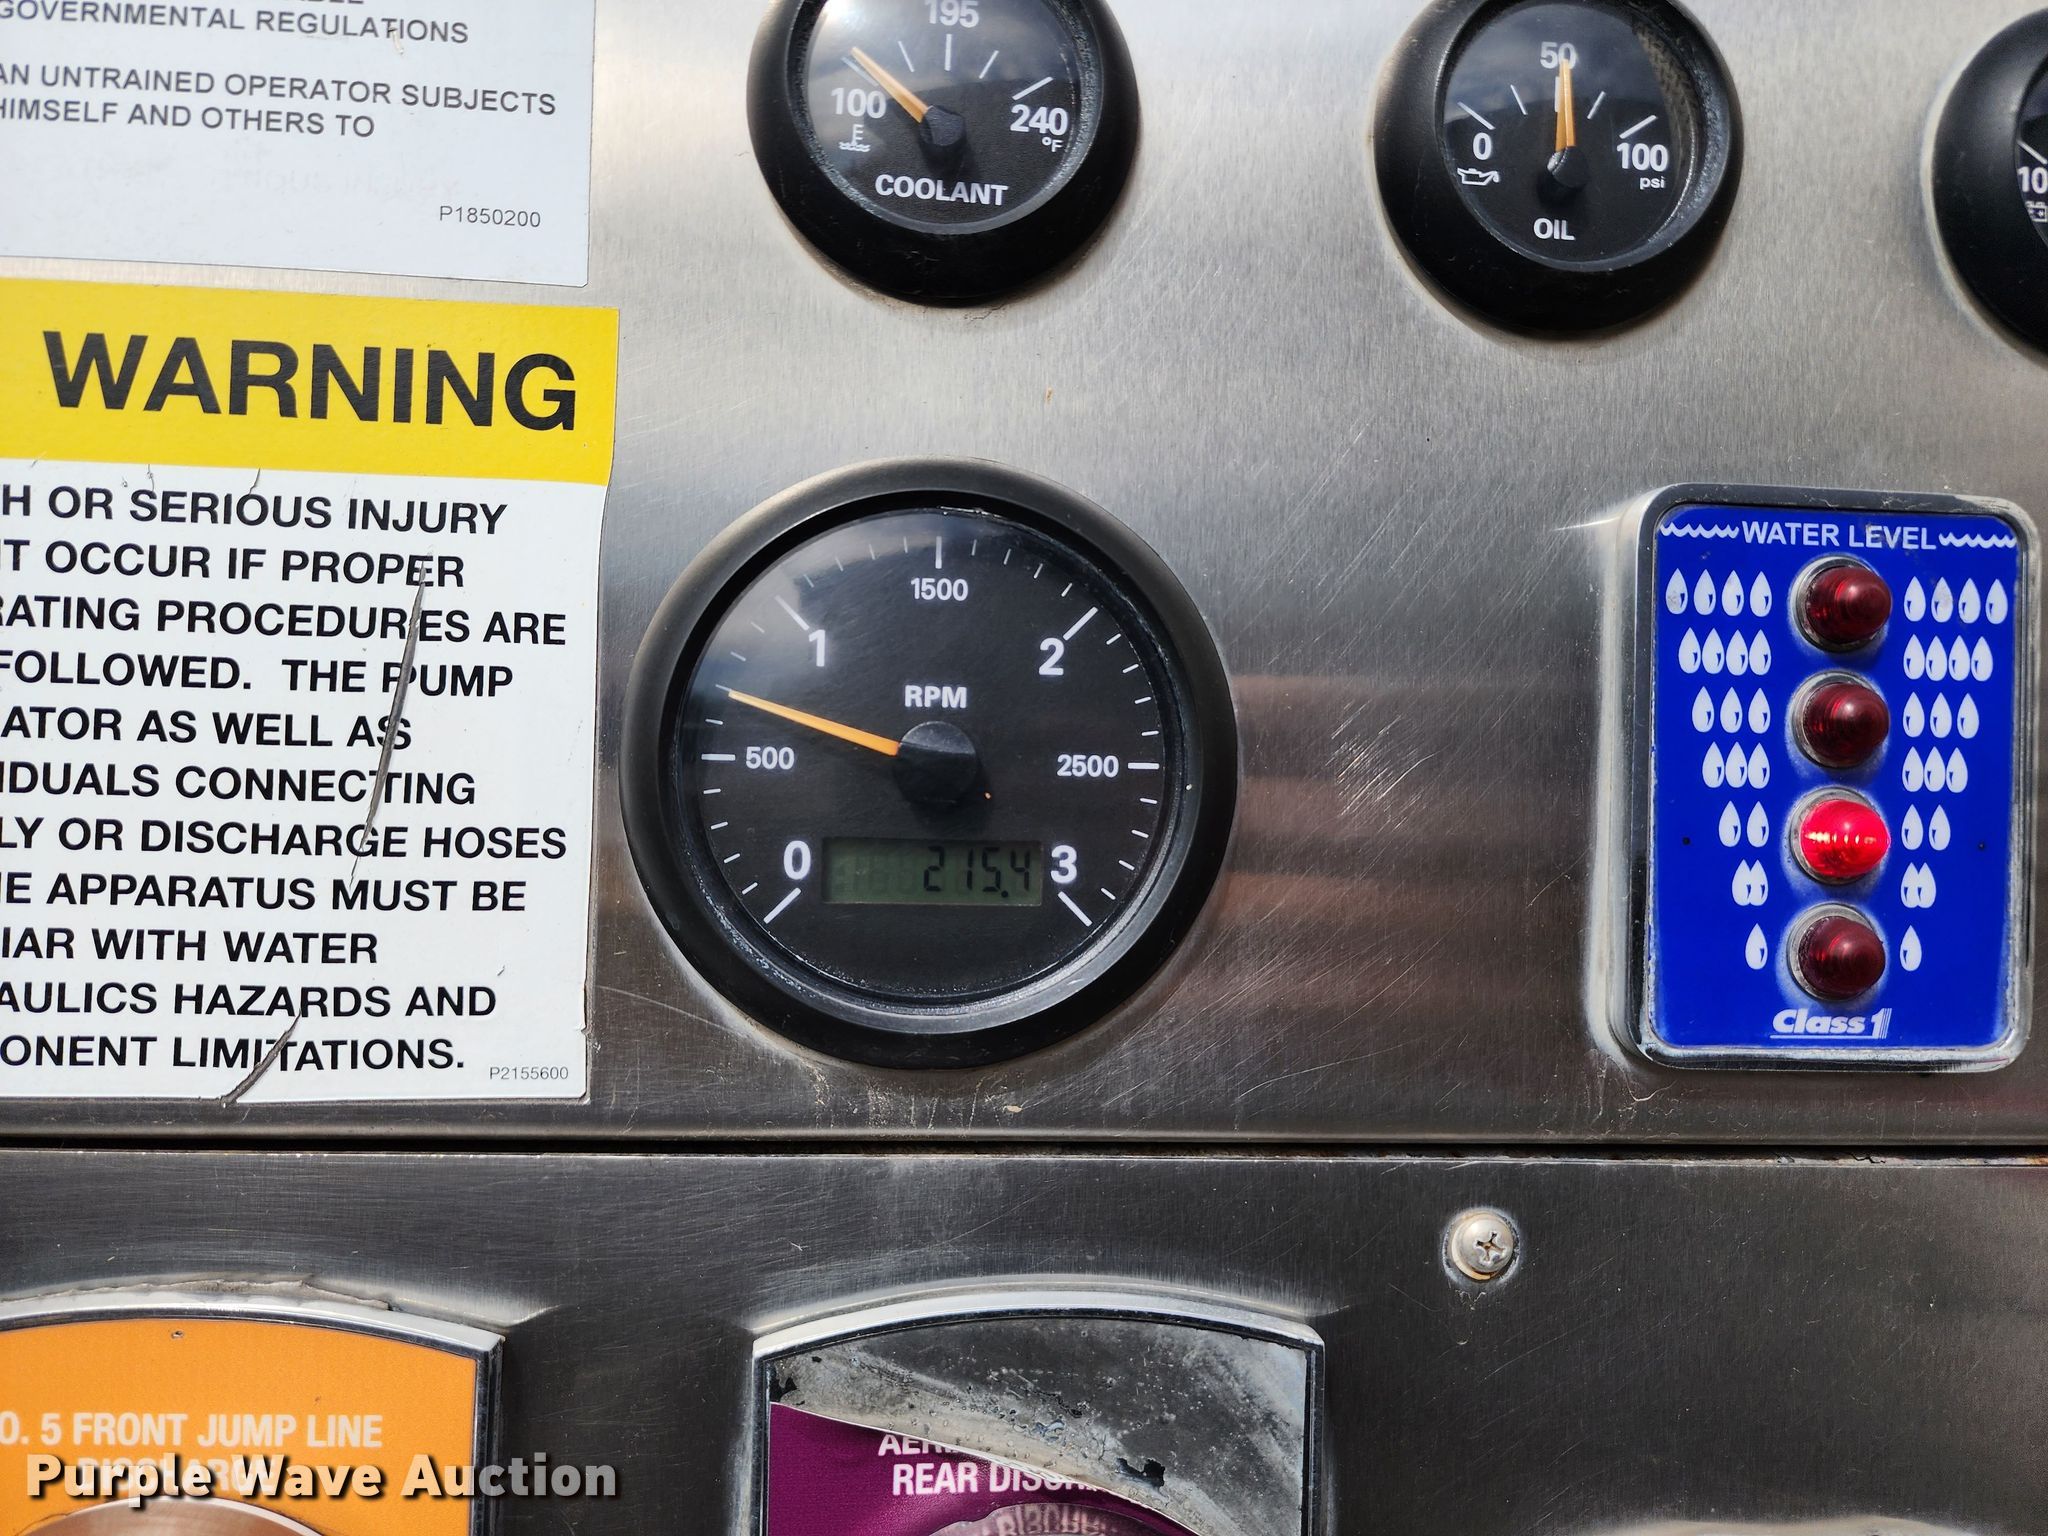 GOVERNMENTAL REGULATIONS
AN UNTRAINED OPERATOR SUBJECTS
HIMSELF AND OTHERS TO
P1850200
WARNING
H OR SERIOUS INJURY
T OCCUR IF PROPER
RATING PROCEDURES ARE
FOLLOWED. THE PUMP
ATOR AS WELL AS
IDUALS CONNECTING
LY OR DISCHARGE HOSES
E APPARATUS MUST BE
IAR WITH WATER
AULICS HAZARDS AND
ONENT LIMITATIONS.
P2155600
195
100
240
°F
COOLANT
50
0
100
psi
OIL
10
1500
1
2
RPM
500
2500
0
215.4
3
WATER LEVEL
Class 1
O. 5 FRONT JUMP LINE
DISCHARGE
REAR DISC
Purple Wave Auction